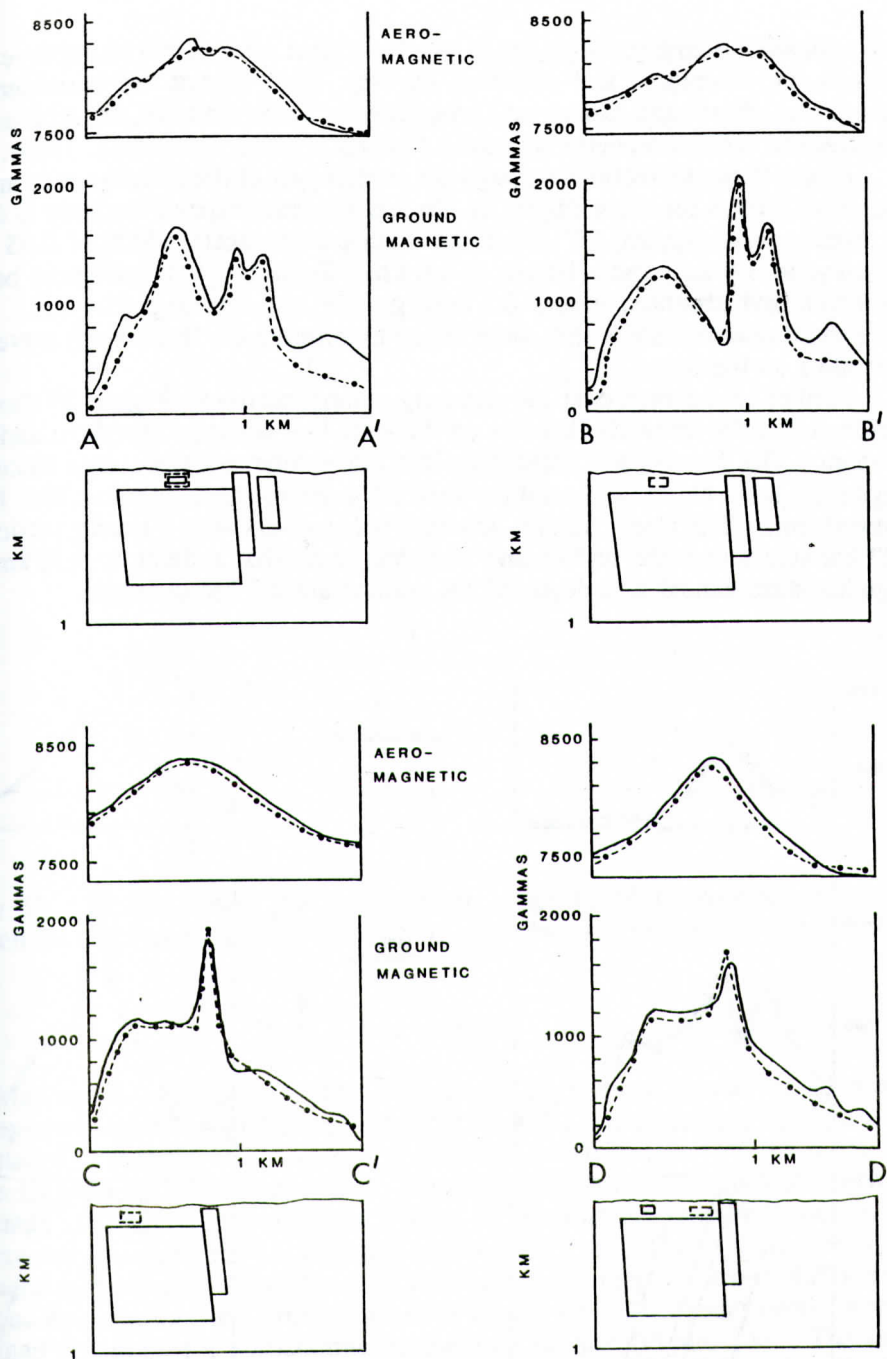 8500
7500
AERO-
MAGNETIC
GAMMAS
2000
1000
0
GROUND
MAGNETIC
A
1 KM
A'
KM
1
8500
7500
GAMMAS
2000
1000
0
B
1 KM
B'
KM
1
8500
7500
AERO-
MAGNETIC
GAMMAS
2000
1000
0
GROUND
MAGNETIC
C
1 KM
C'
KM
1
8500
7500
GAMMAS
2000
1000
0
D
1 KM
D
KM
1